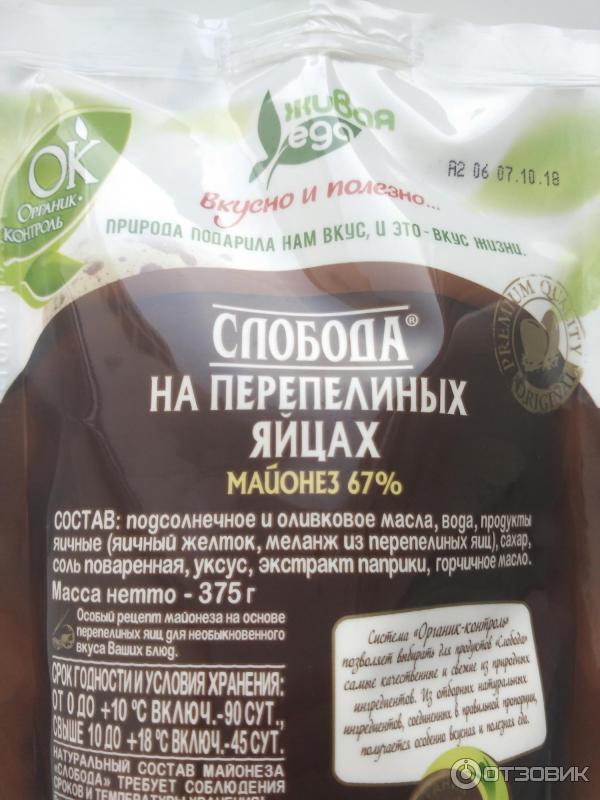 живая
еда
ОК
ОРГАНИК-
КОНТРОЛЬ
Вкусно и полезно...
А2 06 07.10.18
ПРИРОДА ПОДАРИЛА НАМ ВКУС, И ЭТО - ВКУС ЖИЗНИ.
PREMIUM QUALITY
ORIGINAL
СЛОБОДА®
НА ПЕРЕПЕЛИНЫХ
ЯЙЦАХ
МАЙОНЕЗ 67%
СОСТАВ: подсолнечное и оливковое масла, вода, продукты
яичные (яичный желток, меланж из перепелиных яиц), сахар,
соль поваренная, уксус, экстракт паприки, горчичное масло.
Масса нетто - 375 г
Особый рецепт майонеза на основе
перепелиных яиц для необыкновенного
вкуса Ваших блюд.
Система «Органик-контроль»
позволяет выбирать для продуктов «Слобода»
самые качественные и свежие из природных
ингредиентов. Из отборных натуральных
ингредиентов, соединенных в правильной пропорции,
получается особенно вкусная и полезная еда.
СРОК ГОДНОСТИ И УСЛОВИЯ ХРАНЕНИЯ:
ОТ 0 ДО +10 °С ВКЛЮЧ.-90 СУТ.,
СВЫШЕ 10 ДО +18 °С ВКЛЮЧ.-45 СУТ.
НАТУРАЛЬНЫЙ СОСТАВ МАЙОНЕЗА
«СЛОБОДА» ТРЕБУЕТ СОБЛЮДЕНИЯ
СРОКОВ И ТЕМПЕРАТУРЫ ХРАНЕНИЯ!
ОТЗОВИК